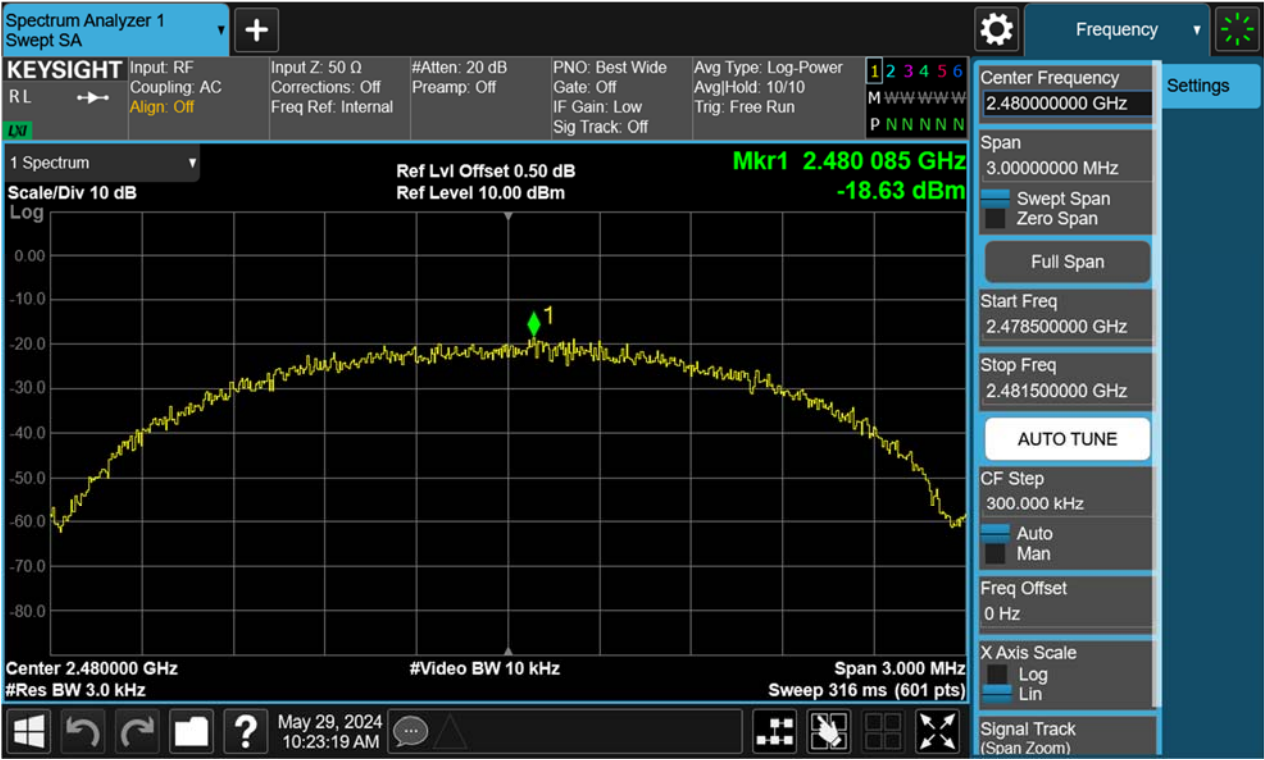 Spectrum Analyzer 1
Swept SA
+
Frequency
KEYSIGHT
RL
LXI
Input: RF
Coupling: AC
Align: Off
Input Z: 50 Ω
Corrections: Off
Freq Ref: Internal
#Atten: 20 dB
Preamp: Off
PNO: Best Wide
Gate: Off
IF Gain: Low
Sig Track: Off
Avg Type: Log-Power
Avg|Hold: 10/10
Trig: Free Run
1 2 3 4 5 6
M W W W W W
P N N N N N
1 Spectrum
Scale/Div 10 dB
Ref Lvl Offset 0.50 dB
Ref Level 10.00 dBm
Mkr1 2.480 085 GHz
-18.63 dBm
Log
0.00
-10.0
-20.0
-30.0
-40.0
-50.0
-60.0
-70.0
-80.0
1
Center 2.480000 GHz
#Video BW 10 kHz
Span 3.000 MHz
#Res BW 3.0 kHz
Sweep 316 ms (601 pts)
Center Frequency
2.480000000 GHz
Settings
Span
3.00000000 MHz
Swept Span
Zero Span
Full Span
Start Freq
2.478500000 GHz
Stop Freq
2.481500000 GHz
AUTO TUNE
CF Step
300.000 kHz
Auto
Man
Freq Offset
0 Hz
X Axis Scale
Log
Lin
Signal Track
(Span Zoom)
?
May 29, 2024
10:23:19 AM